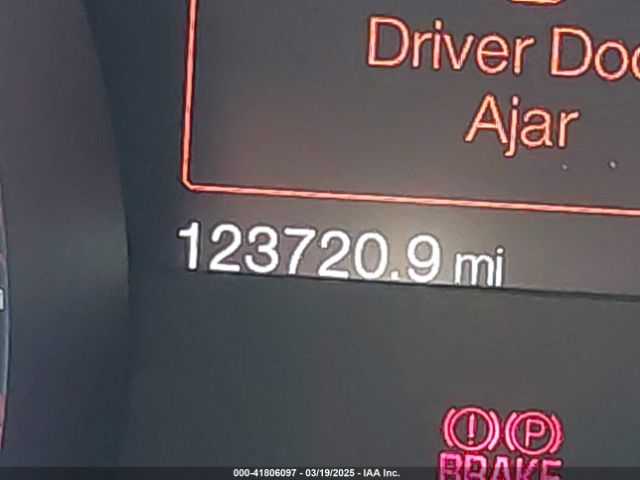 Driver Doo
Ajar
123720.9 mi
BRAKE
000-41806097 - 03/19/2025 - IAA Inc.